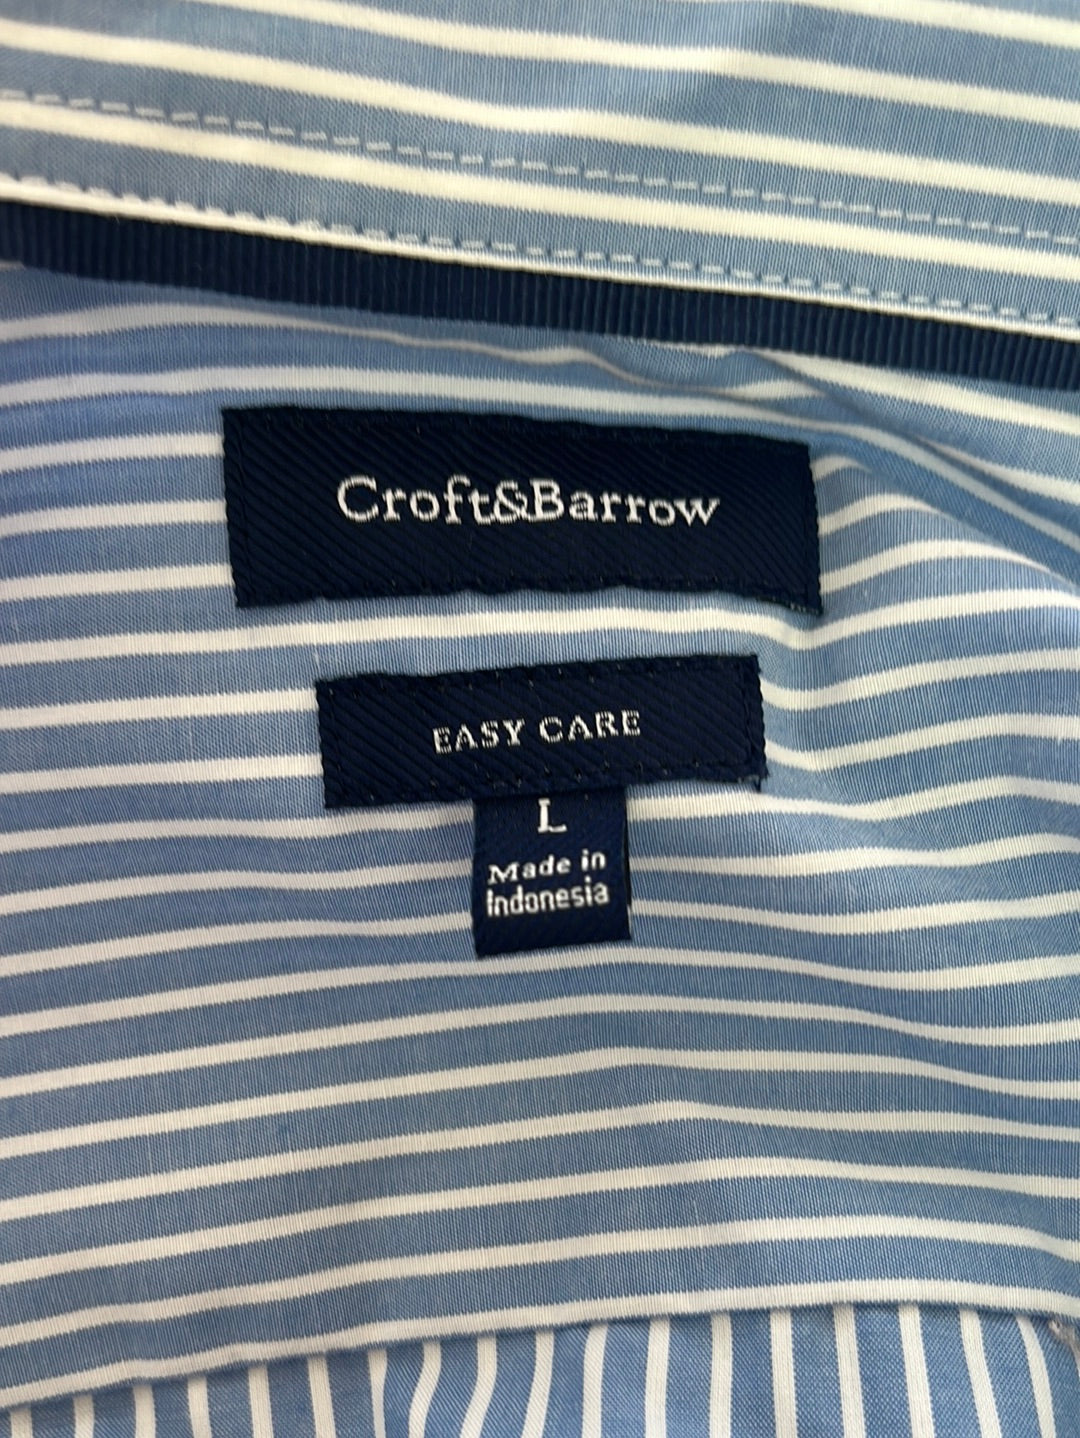 Croft&Barrow
EASY CARE
L
Made in
Indonesia